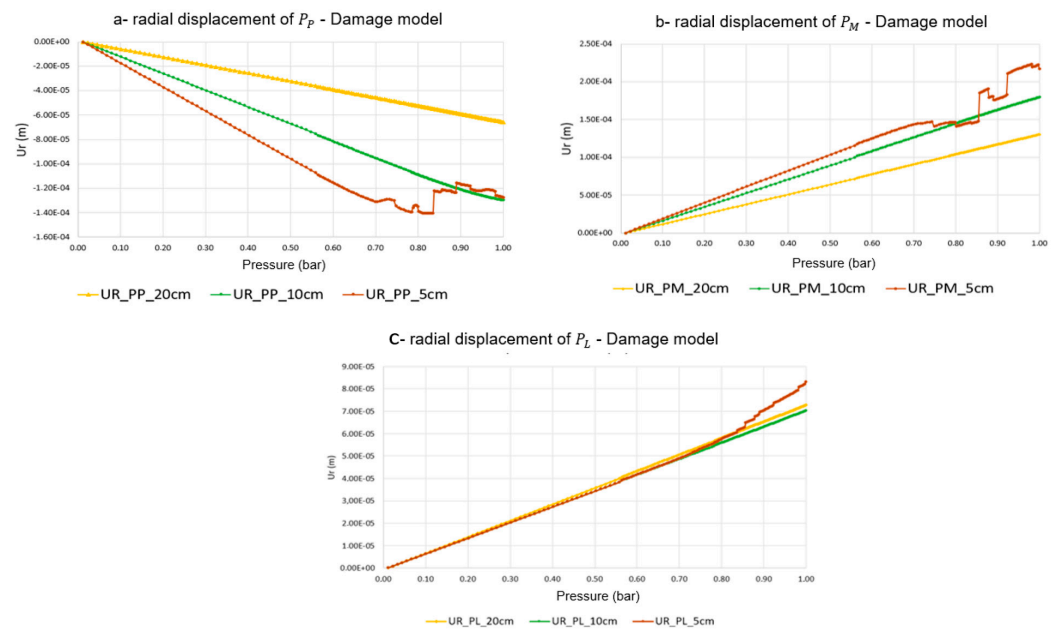 a- radial displacement of P_P - Damage model
0.00E+00
-2.00E-05
-4.00E-05
-6.00E-05
-8.00E-05
-1.00E-04
-1.20E-04
-1.40E-04
-1.60E-04
Ur (m)
0.00 0.10 0.20 0.30 0.40 0.50 0.60 0.70 0.80 0.90 1.00
Pressure (bar)
UR_PP_20cm UR_PP_10cm UR_PP_5cm
b- radial displacement of P_M - Damage model
2.50E-04
2.00E-04
1.50E-04
1.00E-04
5.00E-05
0.00E+00
Ur (m)
0.00 0.10 0.20 0.30 0.40 0.50 0.60 0.70 0.80 0.90 1.00
Pressure (bar)
UR_PM_20cm UR_PM_10cm UR_PM_5cm
C- radial displacement of P_L - Damage model
9.00E-05
8.00E-05
7.00E-05
6.00E-05
5.00E-05
4.00E-05
3.00E-05
2.00E-05
1.00E-05
0.00E+00
Ur (m)
0.00 0.10 0.20 0.30 0.40 0.50 0.60 0.70 0.80 0.90 1.00
Pressure (bar)
UR_PL_20cm UR_PL_10cm UR_PL_5cm